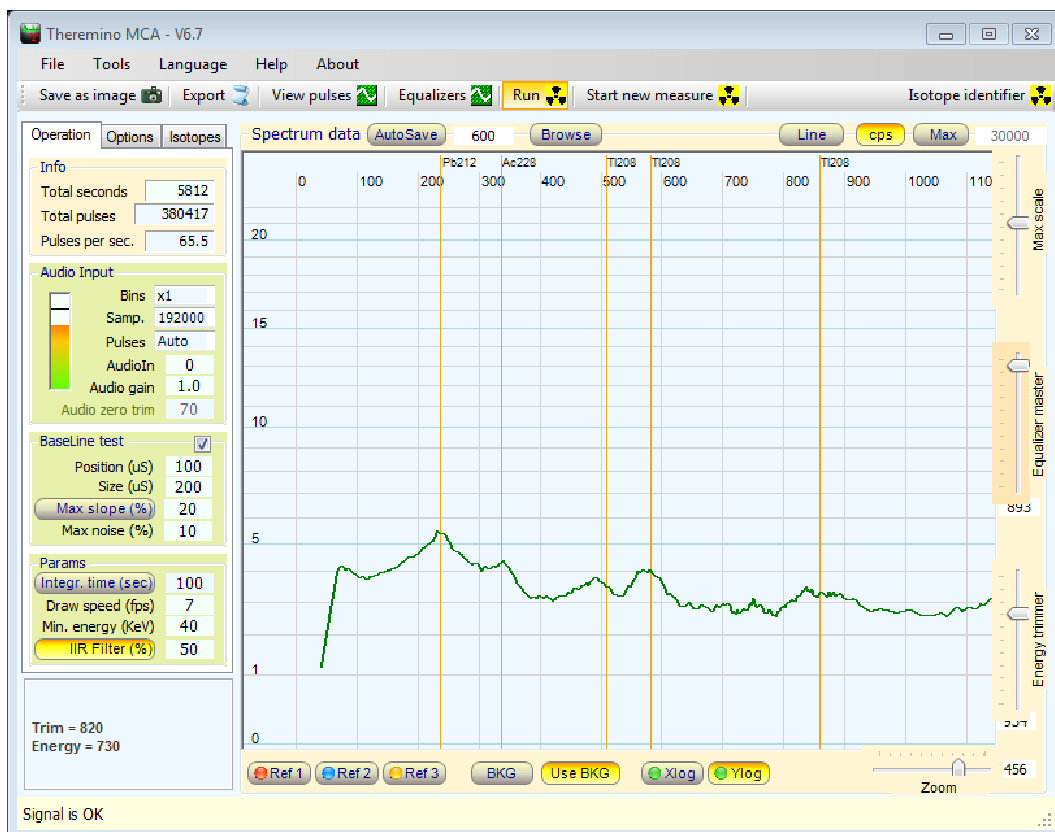 Theremino MCA - V6.7
File Tools Language Help About
Save as image Export View pulses Equalizers Run Start new measure Isotope identifier
Operation Options Isotopes
Info
Total seconds 5812
Total pulses 380417
Pulses per sec. 65.5
Audio Input
Bins x1
Samp. 192000
Pulses Auto
AudioIn 0
Audio gain 1.0
Audio zero trim 70
BaseLine test
Position (uS) 100
Size (uS) 200
Max slope (%) 20
Max noise (%) 10
Params
Integr. time (sec) 100
Draw speed (fps) 7
Min. energy (KeV) 40
IIR Filter (%) 50
Trim = 820
Energy = 730
Spectrum data AutoSave 600 Browse Line cps Max 30000
Pb212 Ac228 Tl208 Tl208 Tl208
0 100 200 300 400 500 600 700 800 900 1000 110
20
15
10
5
1
0
Max scale
Equalizer master
893
Energy trimmer
Ref 1 Ref 2 Ref 3 BKG Use BKG Xlog Ylog
456
Zoom
Signal is OK